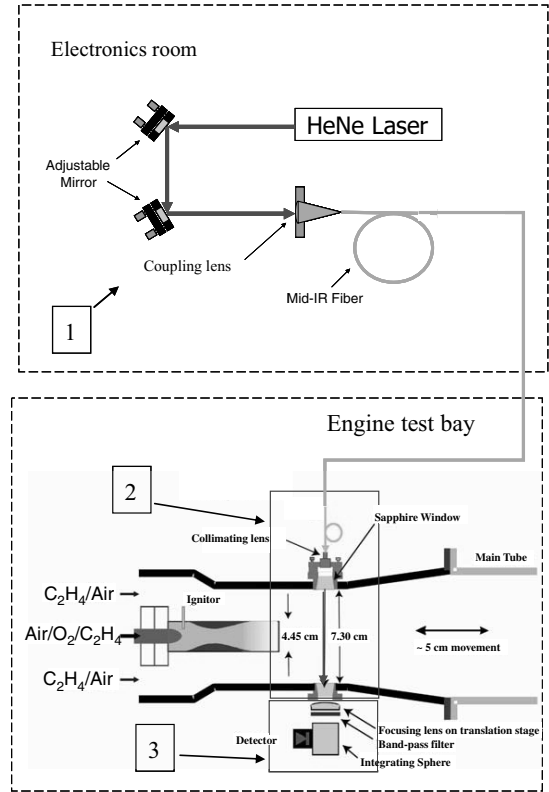 Electronics room
HeNe Laser
Adjustable
Mirror
Coupling lens
Mid-IR Fiber
1
Engine test bay
2
Collimating lens
Sapphire Window
Main Tube
C2H4/Air
Ignitor
Air/O2/C2H4
4.45 cm
7.30 cm
~ 5 cm movement
C2H4/Air
Focusing lens on translation stage
Band-pass filter
Integrating Sphere
Detector
3